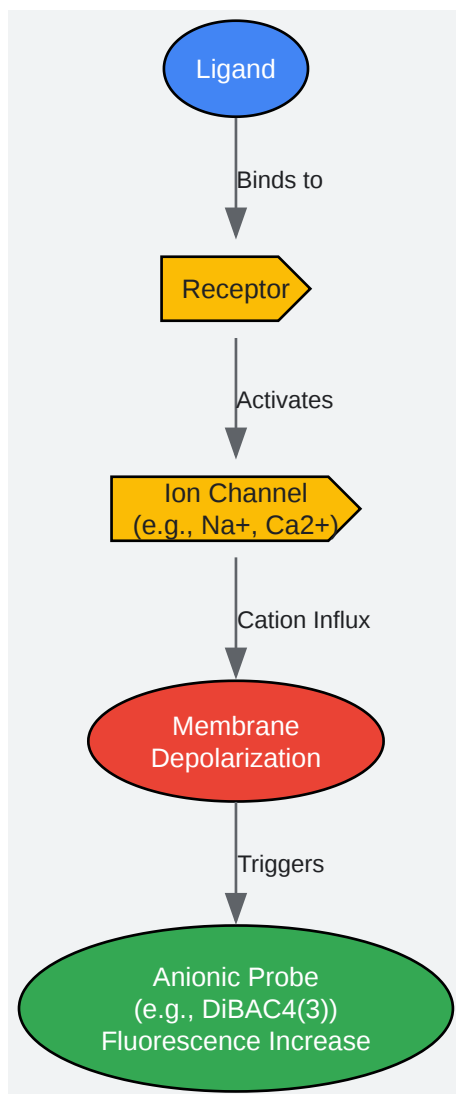 Ligand
Binds to
Receptor
Activates
Ion Channel
(e.g., Na+, Ca2+)
Cation Influx
Membrane
Depolarization
Triggers
Anionic Probe
(e.g., DiBAC4(3))
Fluorescence Increase